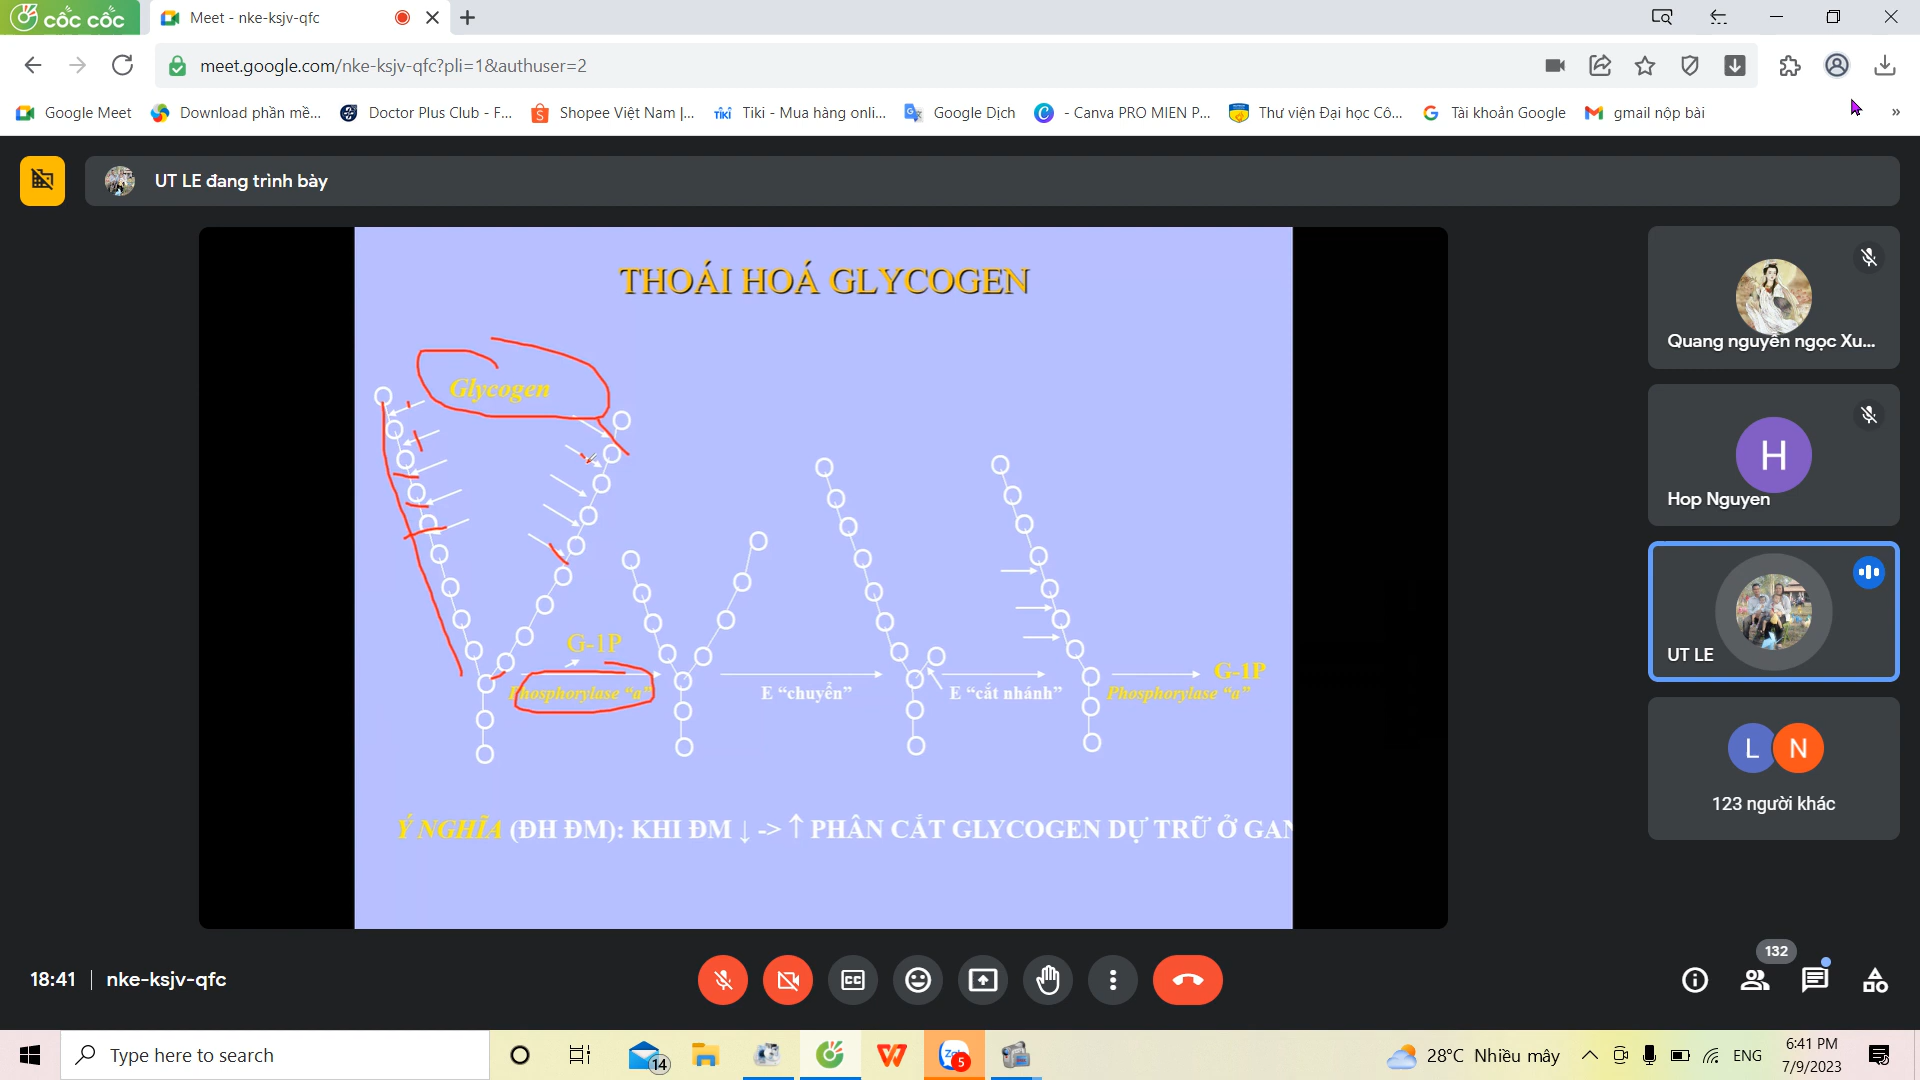 cốc cốc
Meet - nke-ksjv-qfc
meet.google.com/nke-ksjv-qfc?pli=1&authuser=2
Google Meet
Download phần mề...
Doctor Plus Club - F...
Shopee Việt Nam |...
Tiki - Mua hàng onli...
Google Dịch
- Canva PRO MIEN P...
Thư viện Đại học Cô...
Tài khoản Google
gmail nộp bài
»
UT LE đang trình bày
THOÁI HOÁ GLYCOGEN
Glycogen
G-1P
Phosphorylase “a”
E “chuyển”
E “cắt nhánh”
G-1P
Phosphorylase “a”
Ý NGHĨA (ĐH ĐM): KHI ĐM ↓ -> ↑ PHÂN CẮT GLYCOGEN DỰ TRỮ Ở GAN
Quang nguyễn ngọc Xu...
H
Hop Nguyen
UT LE
L N
123 người khác
18:41 | nke-ksjv-qfc
132
Type here to search
14
Zalo
5
28°C Nhiều mây
ENG
6:41 PM
7/9/2023